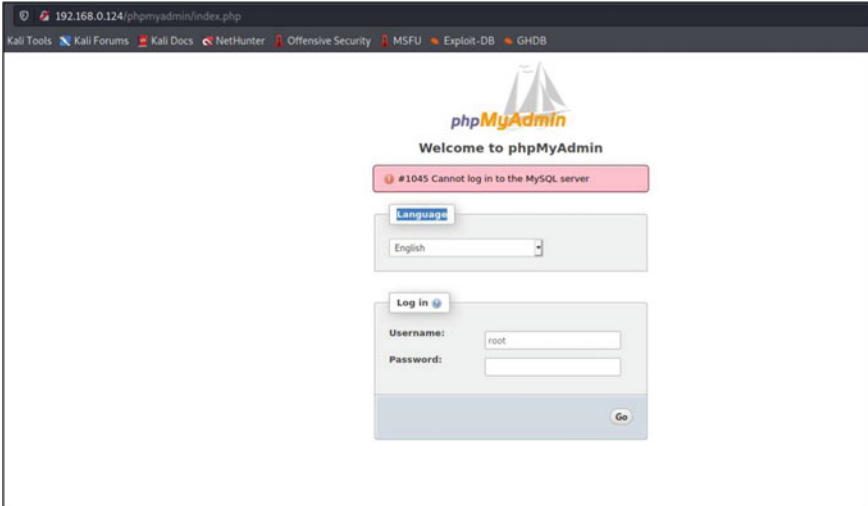 192.168.0.124/phpmyadmin/index.php
Kali Tools Kali Forums Kali Docs NetHunter Offensive Security MSFU Exploit-DB GHDB
phpMyAdmin
Welcome to phpMyAdmin
#1045 Cannot log in to the MySQL server
Language
English
Log in
Username: root
Password:
Go